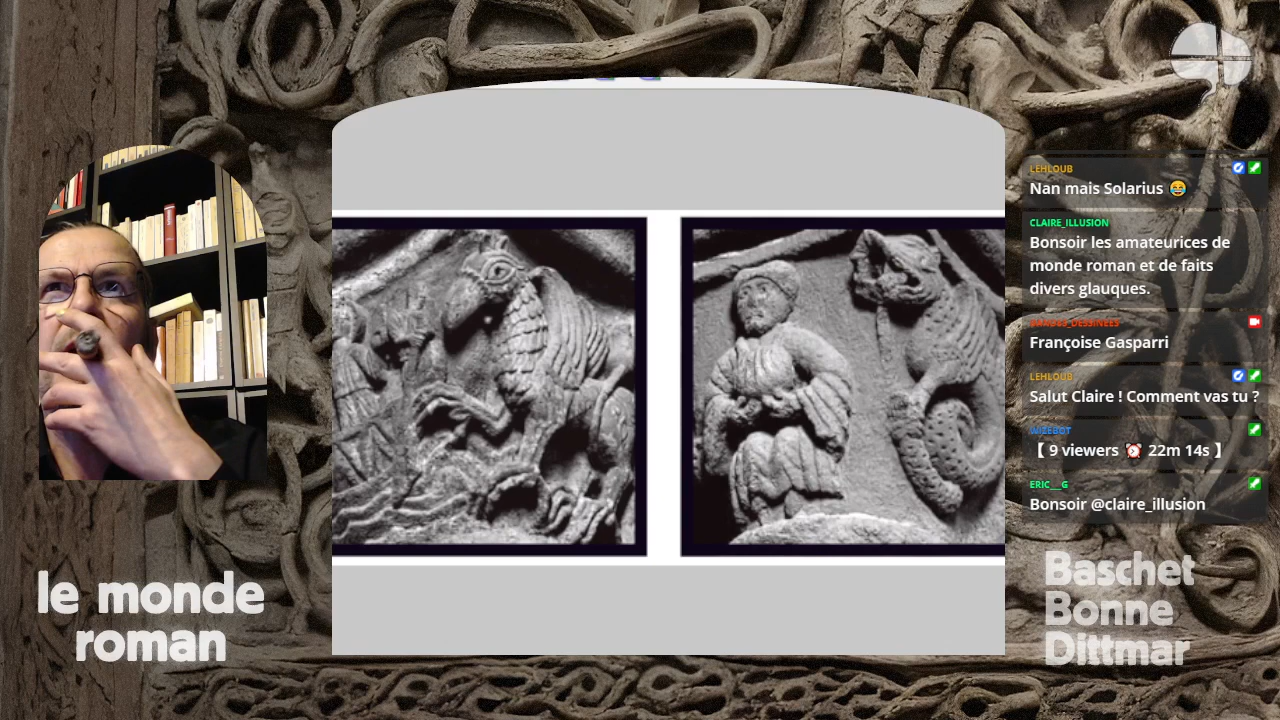 le monde
roman
LEHLOUB
Nan mais Solarius 😂
CLAIRE_ILLUSION
Bonsoir les amateurices de
monde roman et de faits
divers glauques.
Françoise Gasparri
LEHLOUB
Salut Claire ! Comment vas tu ?
WIZEBOT
【 9 viewers ⏰ 22m 14s 】
ERIC__G
Bonsoir @claire_illusion
Baschet
Bonne
Dittmar